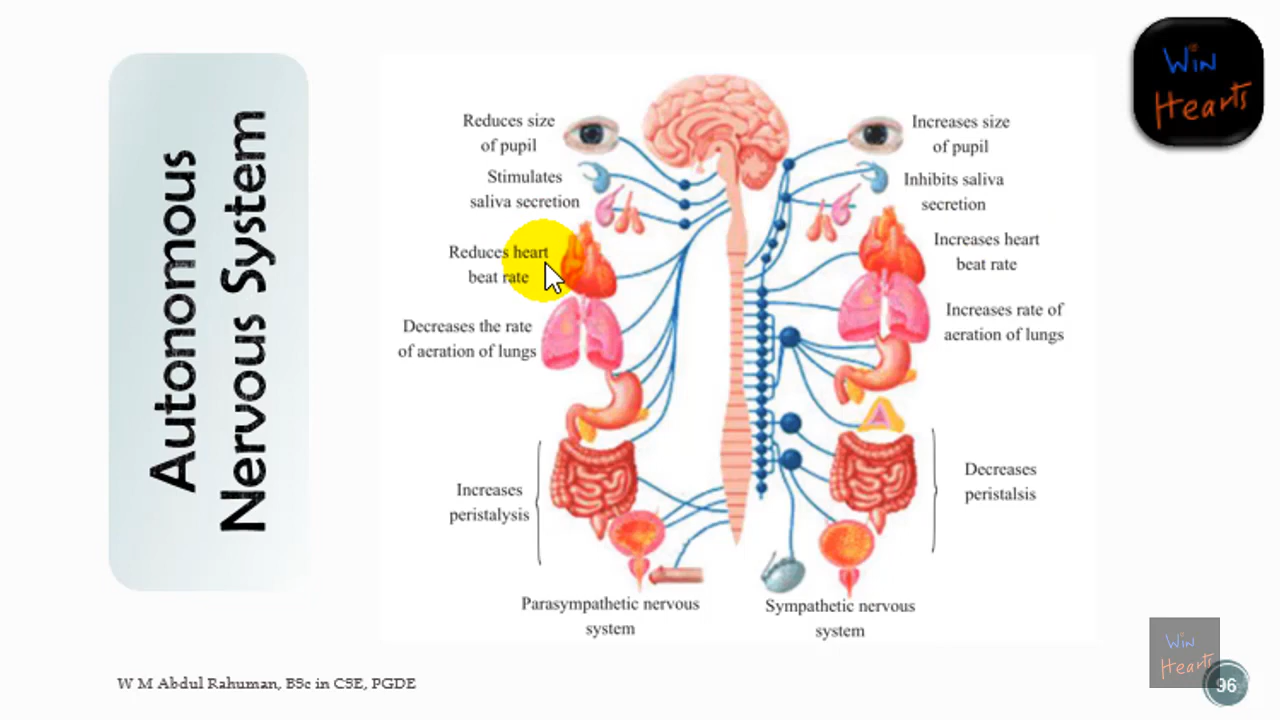 Autonomous
Nervous System
Win
Hearts
Reduces size
of pupil
Stimulates
saliva secretion
Reduces heart
beat rate
Decreases the rate
of aeration of lungs
Increases
peristalysis
Parasympathetic nervous
system
Increases size
of pupil
Inhibits saliva
secretion
Increases heart
beat rate
Increases rate of
aeration of lungs
Decreases
peristalsis
Sympathetic nervous
system
W M Abdul Rahuman, BSc in CSE, PGDE
Win
Hearts
96